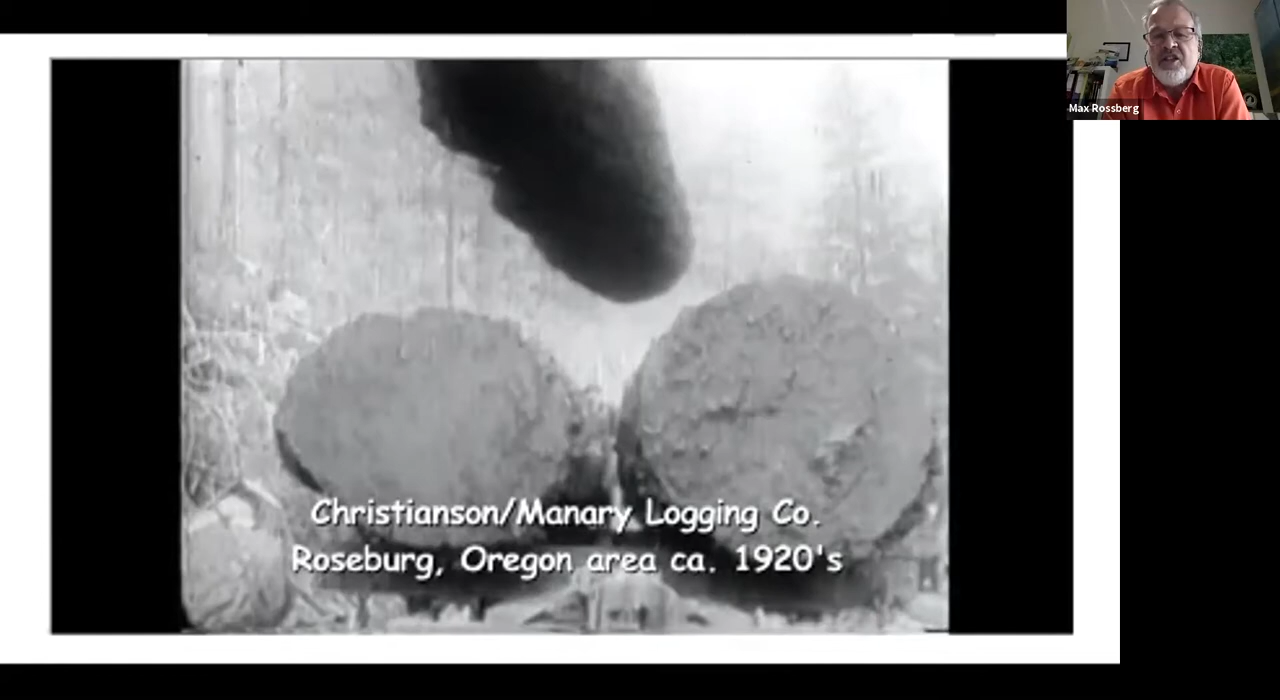 Max Rossberg
Christianson/Manary Logging Co.
Roseburg, Oregon area ca. 1920's